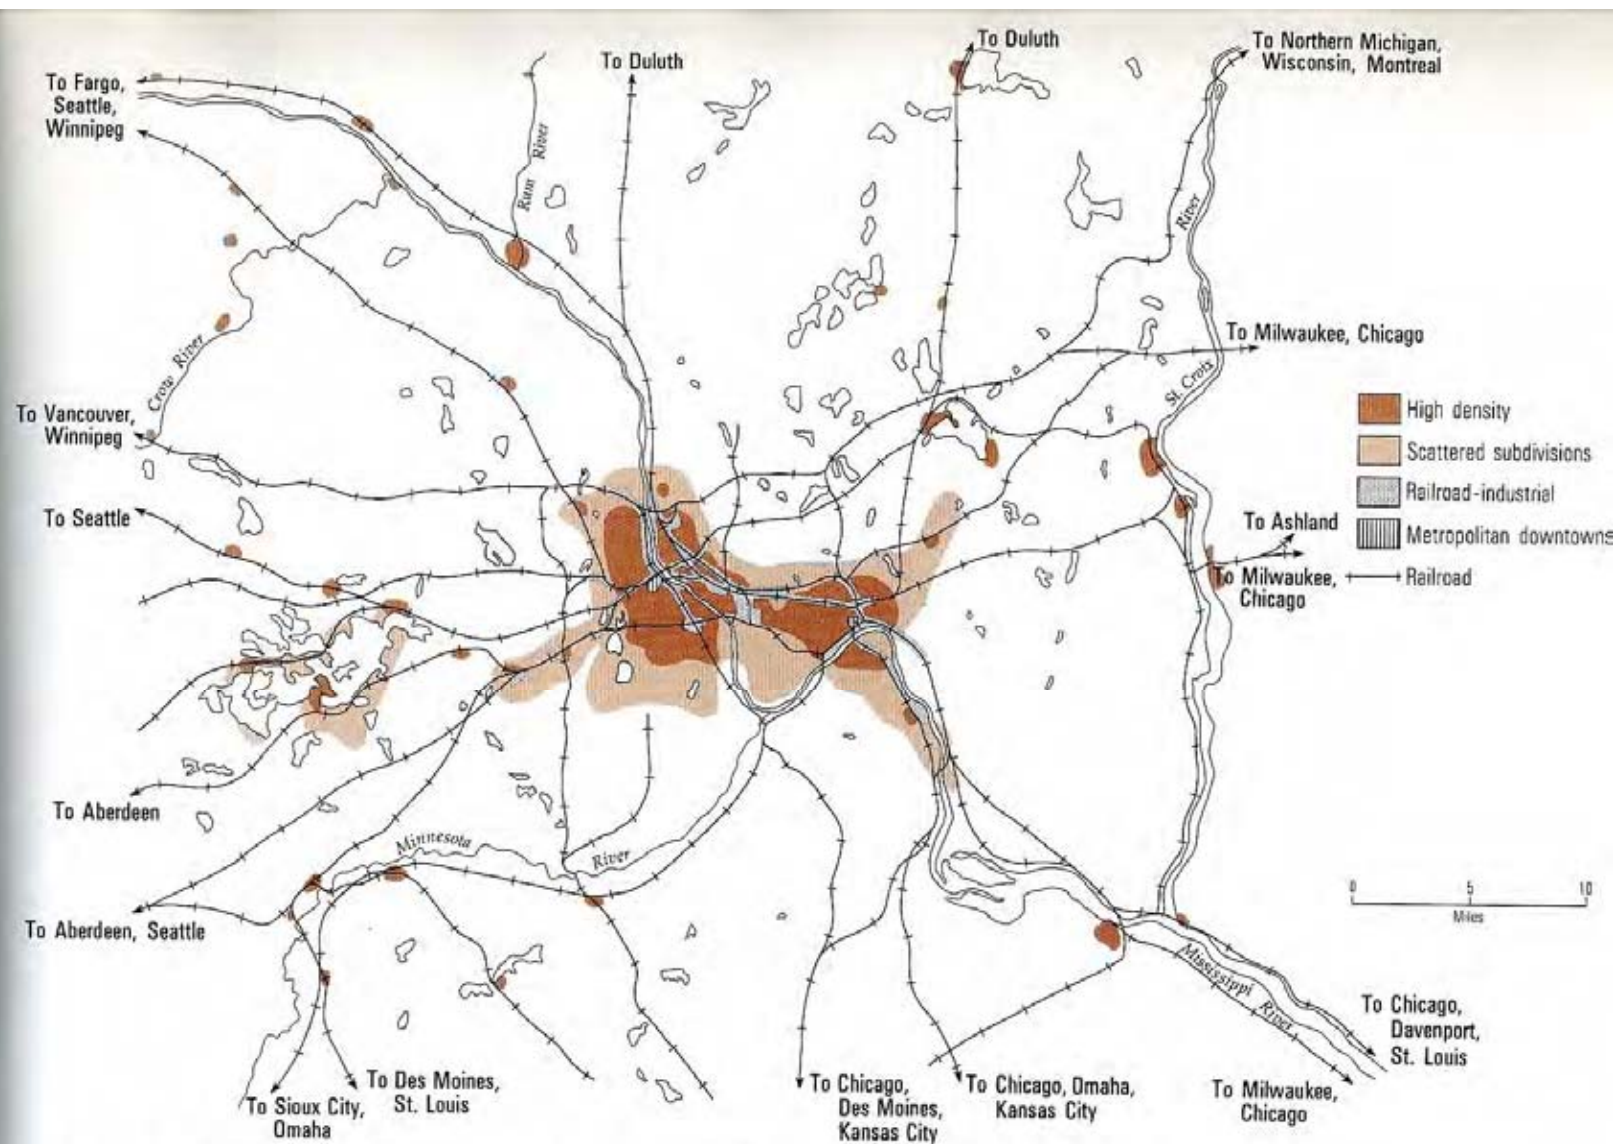 To Duluth
To Duluth
To Northern Michigan,
Wisconsin, Montreal
To Fargo,
Seattle,
Winnipeg
Rum River
River
To Milwaukee, Chicago
Crow River
St. Croix
To Vancouver,
Winnipeg
High density
Scattered subdivisions
Railroad-industrial
Metropolitan downtowns
Railroad
To Seattle
To Ashland
To Milwaukee,
Chicago
To Aberdeen
Minnesota
River
To Aberdeen, Seattle
0 5 10
Miles
Mississippi River
To Chicago,
Davenport,
St. Louis
To Des Moines,
St. Louis
To Sioux City,
Omaha
To Chicago,
Des Moines,
Kansas City
To Chicago, Omaha,
Kansas City
To Milwaukee,
Chicago